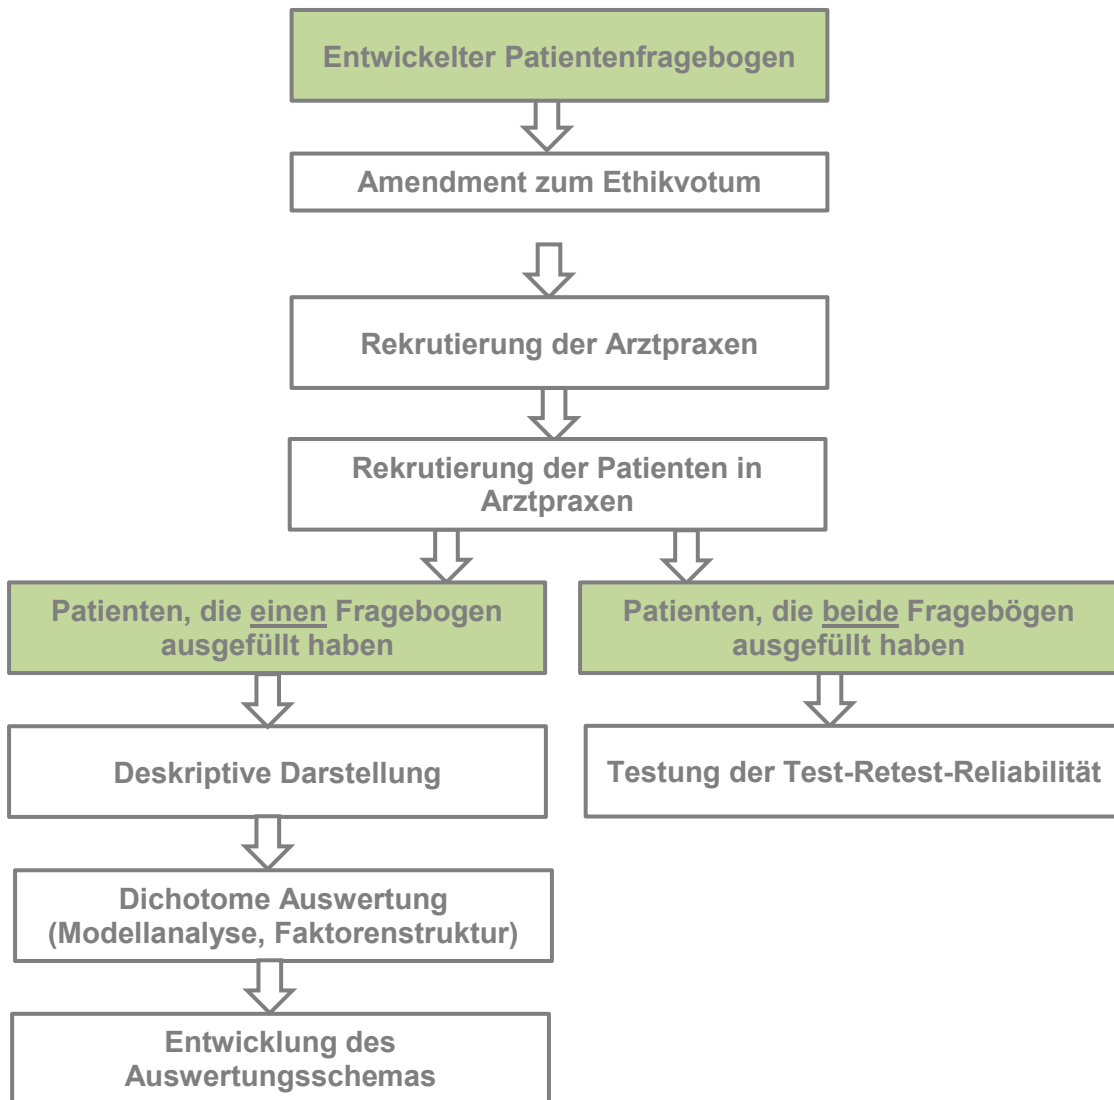 Entwickelter Patientenfragebogen
Amendment zum Ethikvotum
Rekrutierung der Arztpraxen
Rekrutierung der Patienten in
Arztpraxen
Patienten, die einen Fragebogen
ausgefüllt haben
Patienten, die beide Fragebögen
ausgefüllt haben
Deskriptive Darstellung
Testung der Test-Retest-Reliabilität
Dichotome Auswertung
(Modellanalyse, Faktorenstruktur)
Entwicklung des
Auswertungsschemas